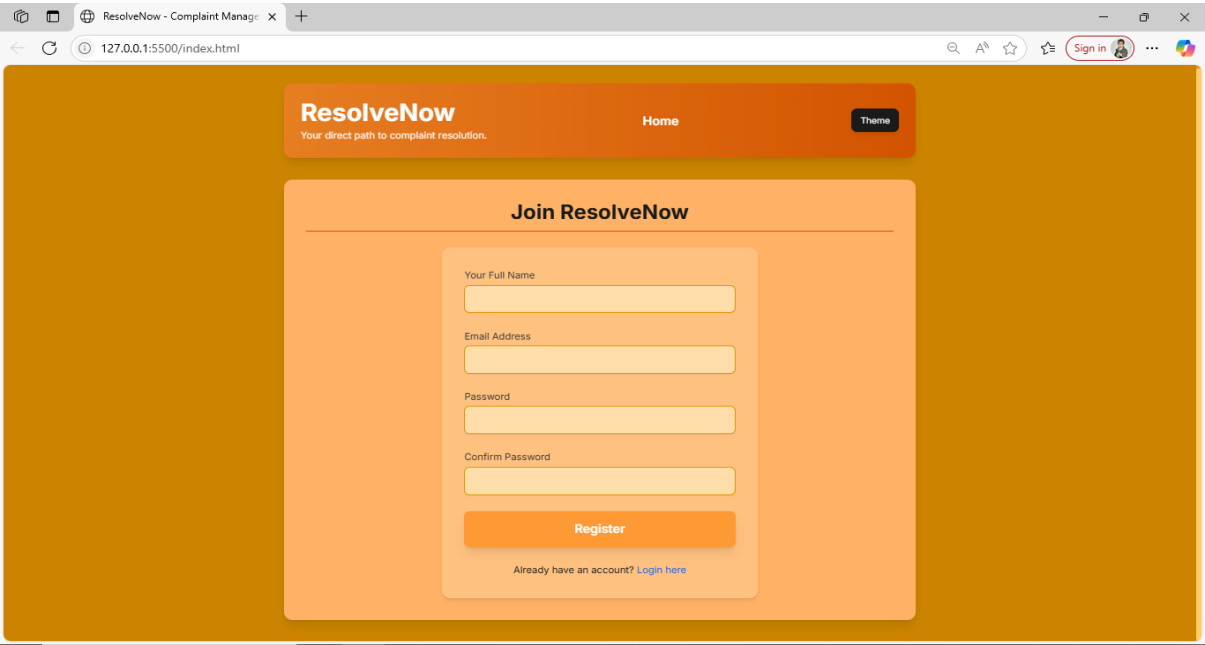 ResolveNow - Complaint Manage
127.0.0.1:5500/index.html
Sign in
ResolveNow
Your direct path to complaint resolution.
Home
Theme
Join ResolveNow
Your Full Name
Email Address
Password
Confirm Password
Register
Already have an account? Login here